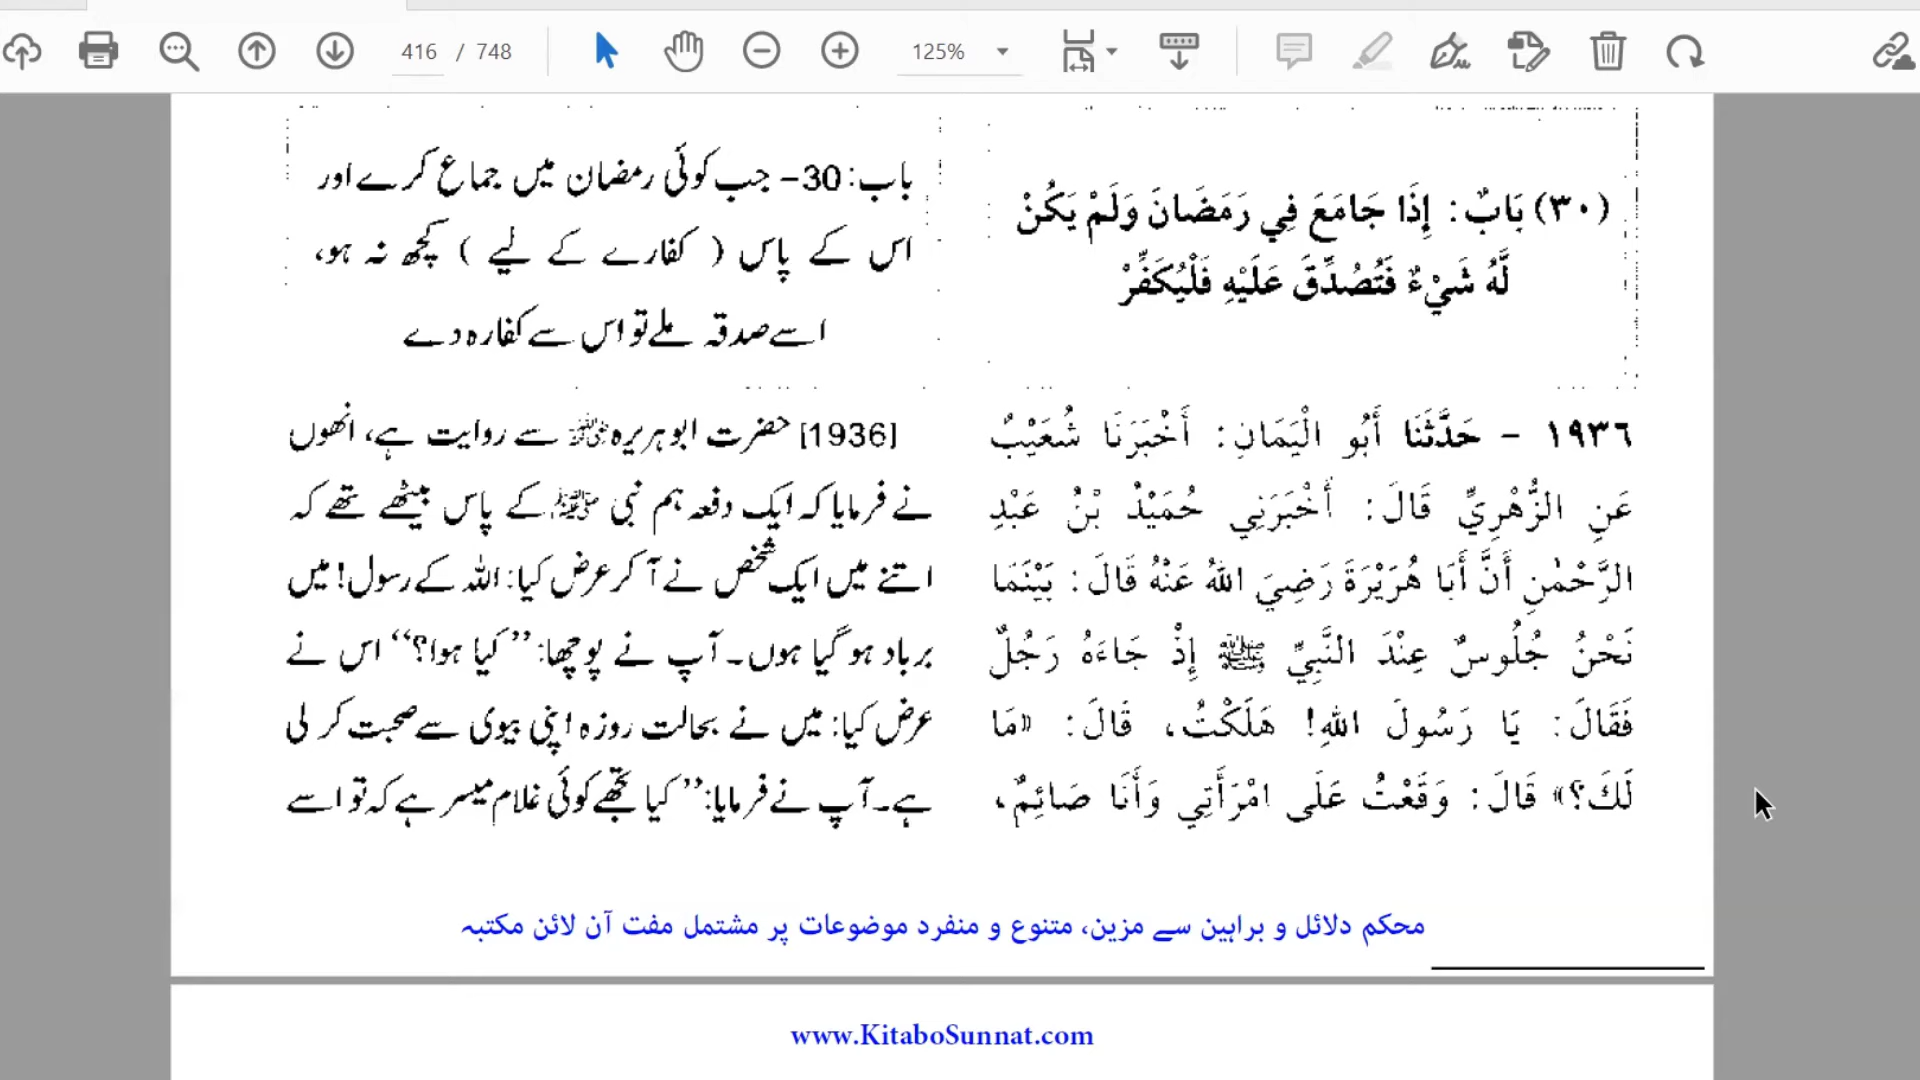 416 / 748
125%
(٣٠) بَابٌ: إِذَا جَامَعَ فِي رَمَضَانَ وَلَمْ يَكُنْ
لَّهُ شَيْءٌ فَتُصُدِّقَ عَلَيْهِ فَلْيُكَفِّرْ
باب: 30- جب کوئی رمضان میں جماع کرے اور
اس کے پاس ( کفارے کے لیے ) کچھ نہ ہو،
اسے صدقہ ملے تو اس سے کفارہ دے
١٩٣٦ - حَدَّثَنَا أَبُو الْيَمَانِ: أَخْبَرَنَا شُعَيْبٌ
عَنِ الزُّهْرِيِّ قَالَ: أَخْبَرَنِي حُمَيْدُ بْنُ عَبْدِ
الرَّحْمٰنِ أَنَّ أَبَا هُرَيْرَةَ رَضِيَ اللهُ عَنْهُ قَالَ: بَيْنَمَا
نَحْنُ جُلُوسٌ عِنْدَ النَّبِيِّ ﷺ إِذْ جَاءَهُ رَجُلٌ
فَقَالَ: يَا رَسُولَ اللهِ! هَلَكْتُ، قَالَ: «مَا
لَكَ؟» قَالَ: وَقَعْتُ عَلَى امْرَأَتِي وَأَنَا صَائِمٌ،
[1936] حضرت ابو ہریرہ ؓ سے روایت ہے، انھوں
نے فرمایا کہ ایک دفعہ ہم نبی ﷺ کے پاس بیٹھے تھے کہ
اتنے میں ایک شخص نے آ کر عرض کیا: اللہ کے رسول! میں
برباد ہو گیا ہوں۔ آپ نے پوچھا: ’’کیا ہوا؟‘‘ اس نے
عرض کیا: میں نے بحالت روزہ اپنی بیوی سے صحبت کر لی
ہے۔ آپ نے فرمایا: ’’کیا تجھے کوئی غلام میسر ہے کہ تو اسے
محکم دلائل و براہین سے مزین، متنوع و منفرد موضوعات پر مشتمل مفت آن لائن مکتبہ
www.KitaboSunnat.com